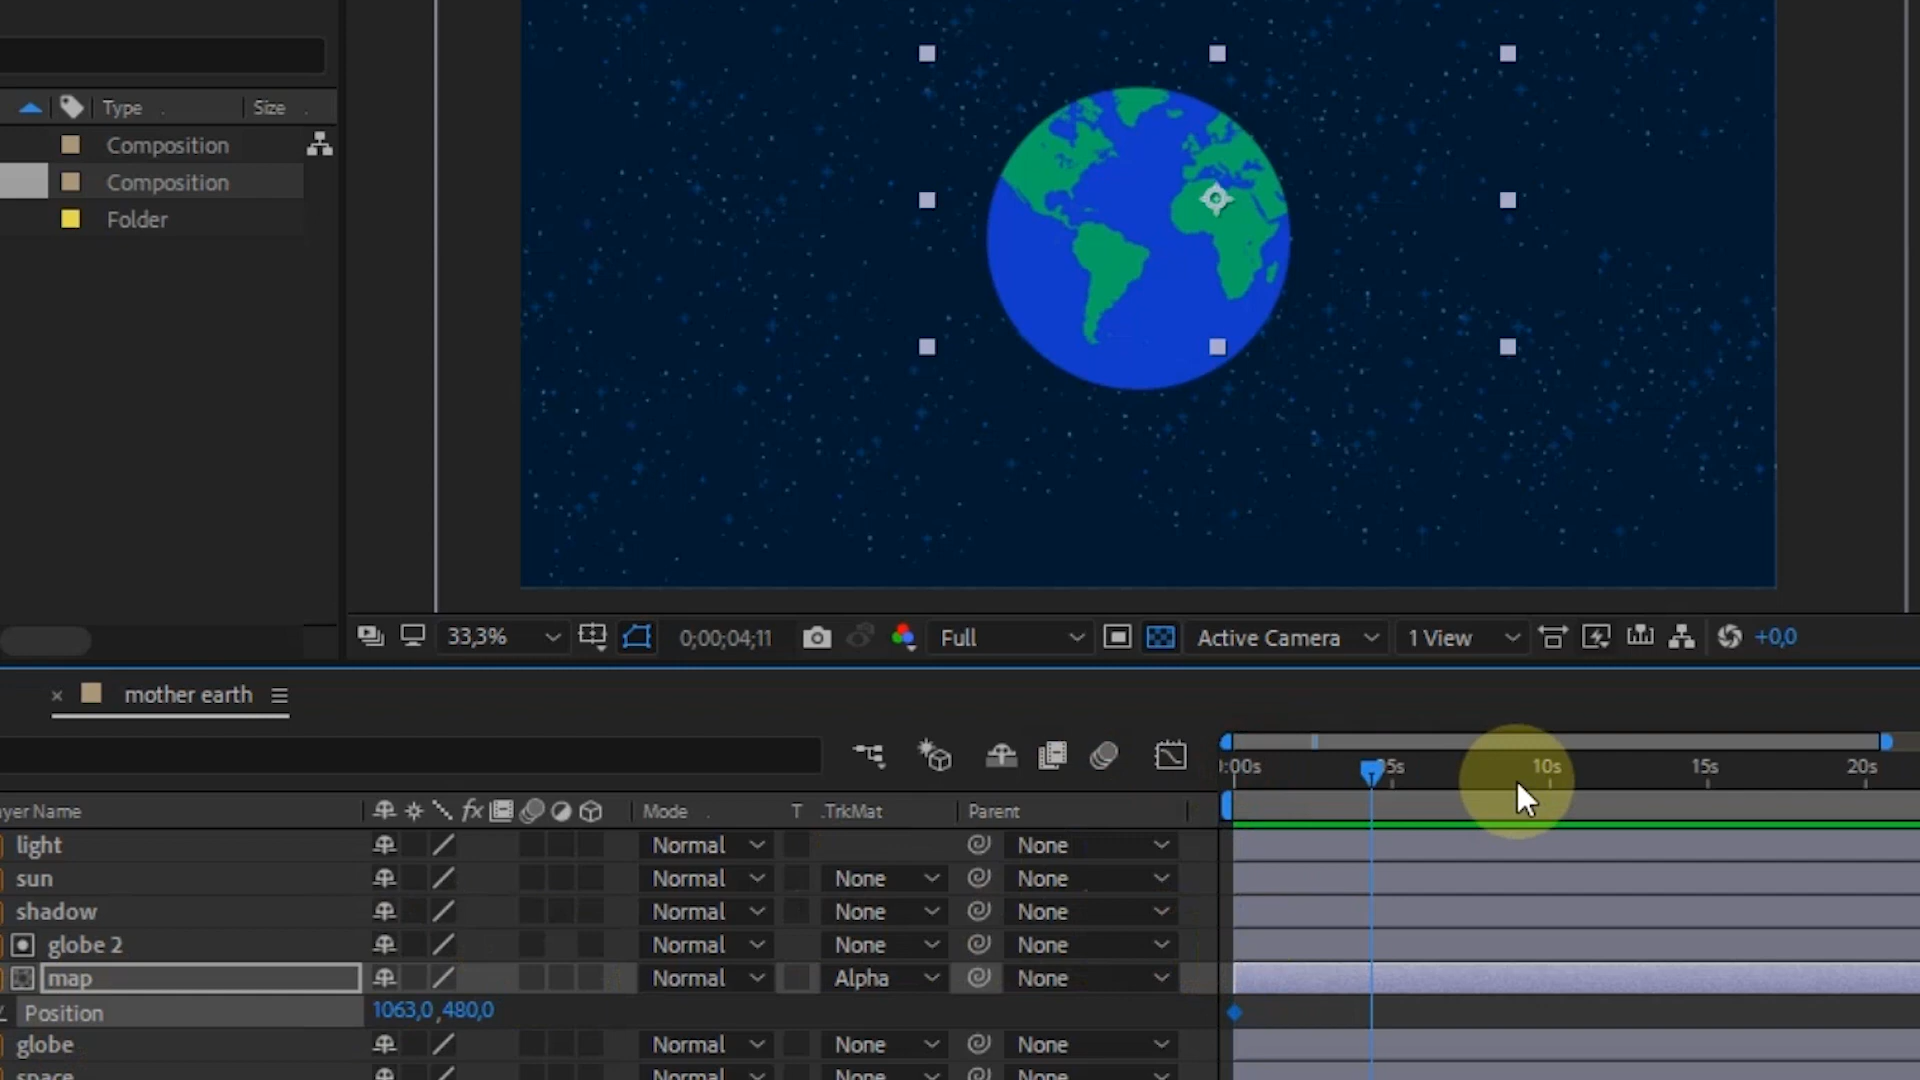 Type Size
Composition
Composition
Folder
33,3% 0;00;04;11 Full Active Camera 1 View +0,0
× mother earth
:00s 05s 10s 15s 20s
ayer Name fx Mode T .TrkMat Parent
light Normal None
sun Normal None None
shadow Normal None None
globe 2 Normal None None
map Normal Alpha None
Position 1063,0 ,480,0
globe Normal None None
space Normal None None